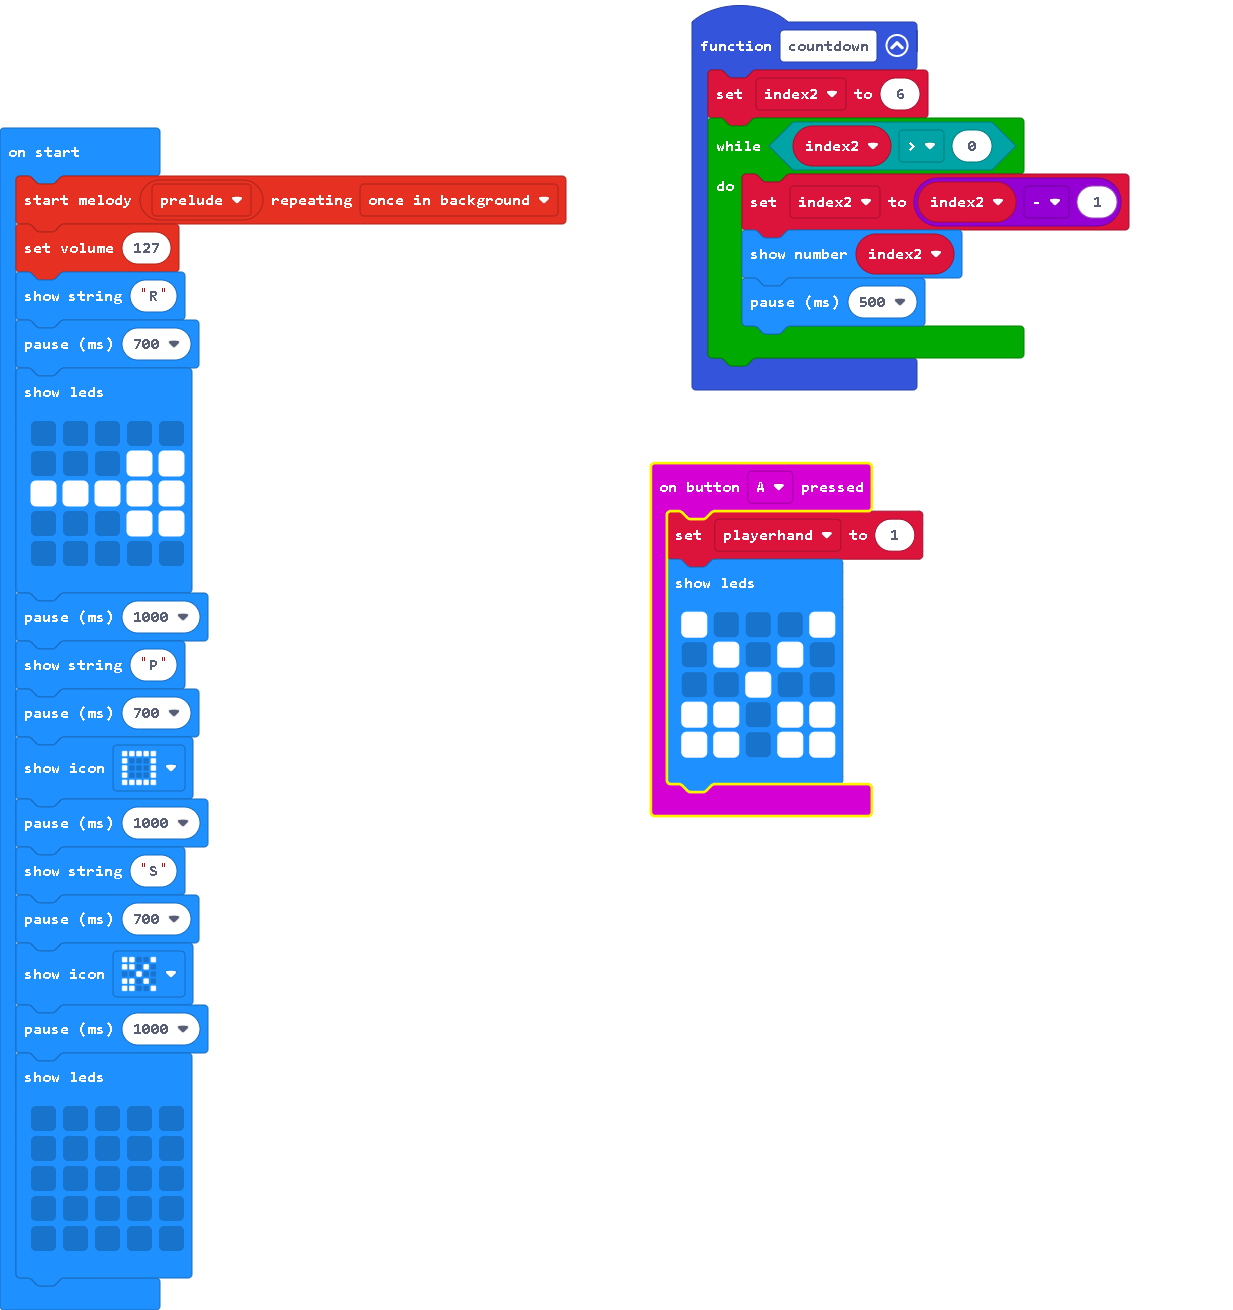 on start
start melody prelude repeating once in background
set volume 127
show string "R"
pause (ms) 700
show leds
pause (ms) 1000
show string "P"
pause (ms) 700
show icon
pause (ms) 1000
show string "S"
pause (ms) 700
show icon
pause (ms) 1000
show leds
function countdown
set index2 to 6
while index2 > 0
do set index2 to index2 - 1
show number index2
pause (ms) 500
on button A pressed
set playerhand to 1
show leds